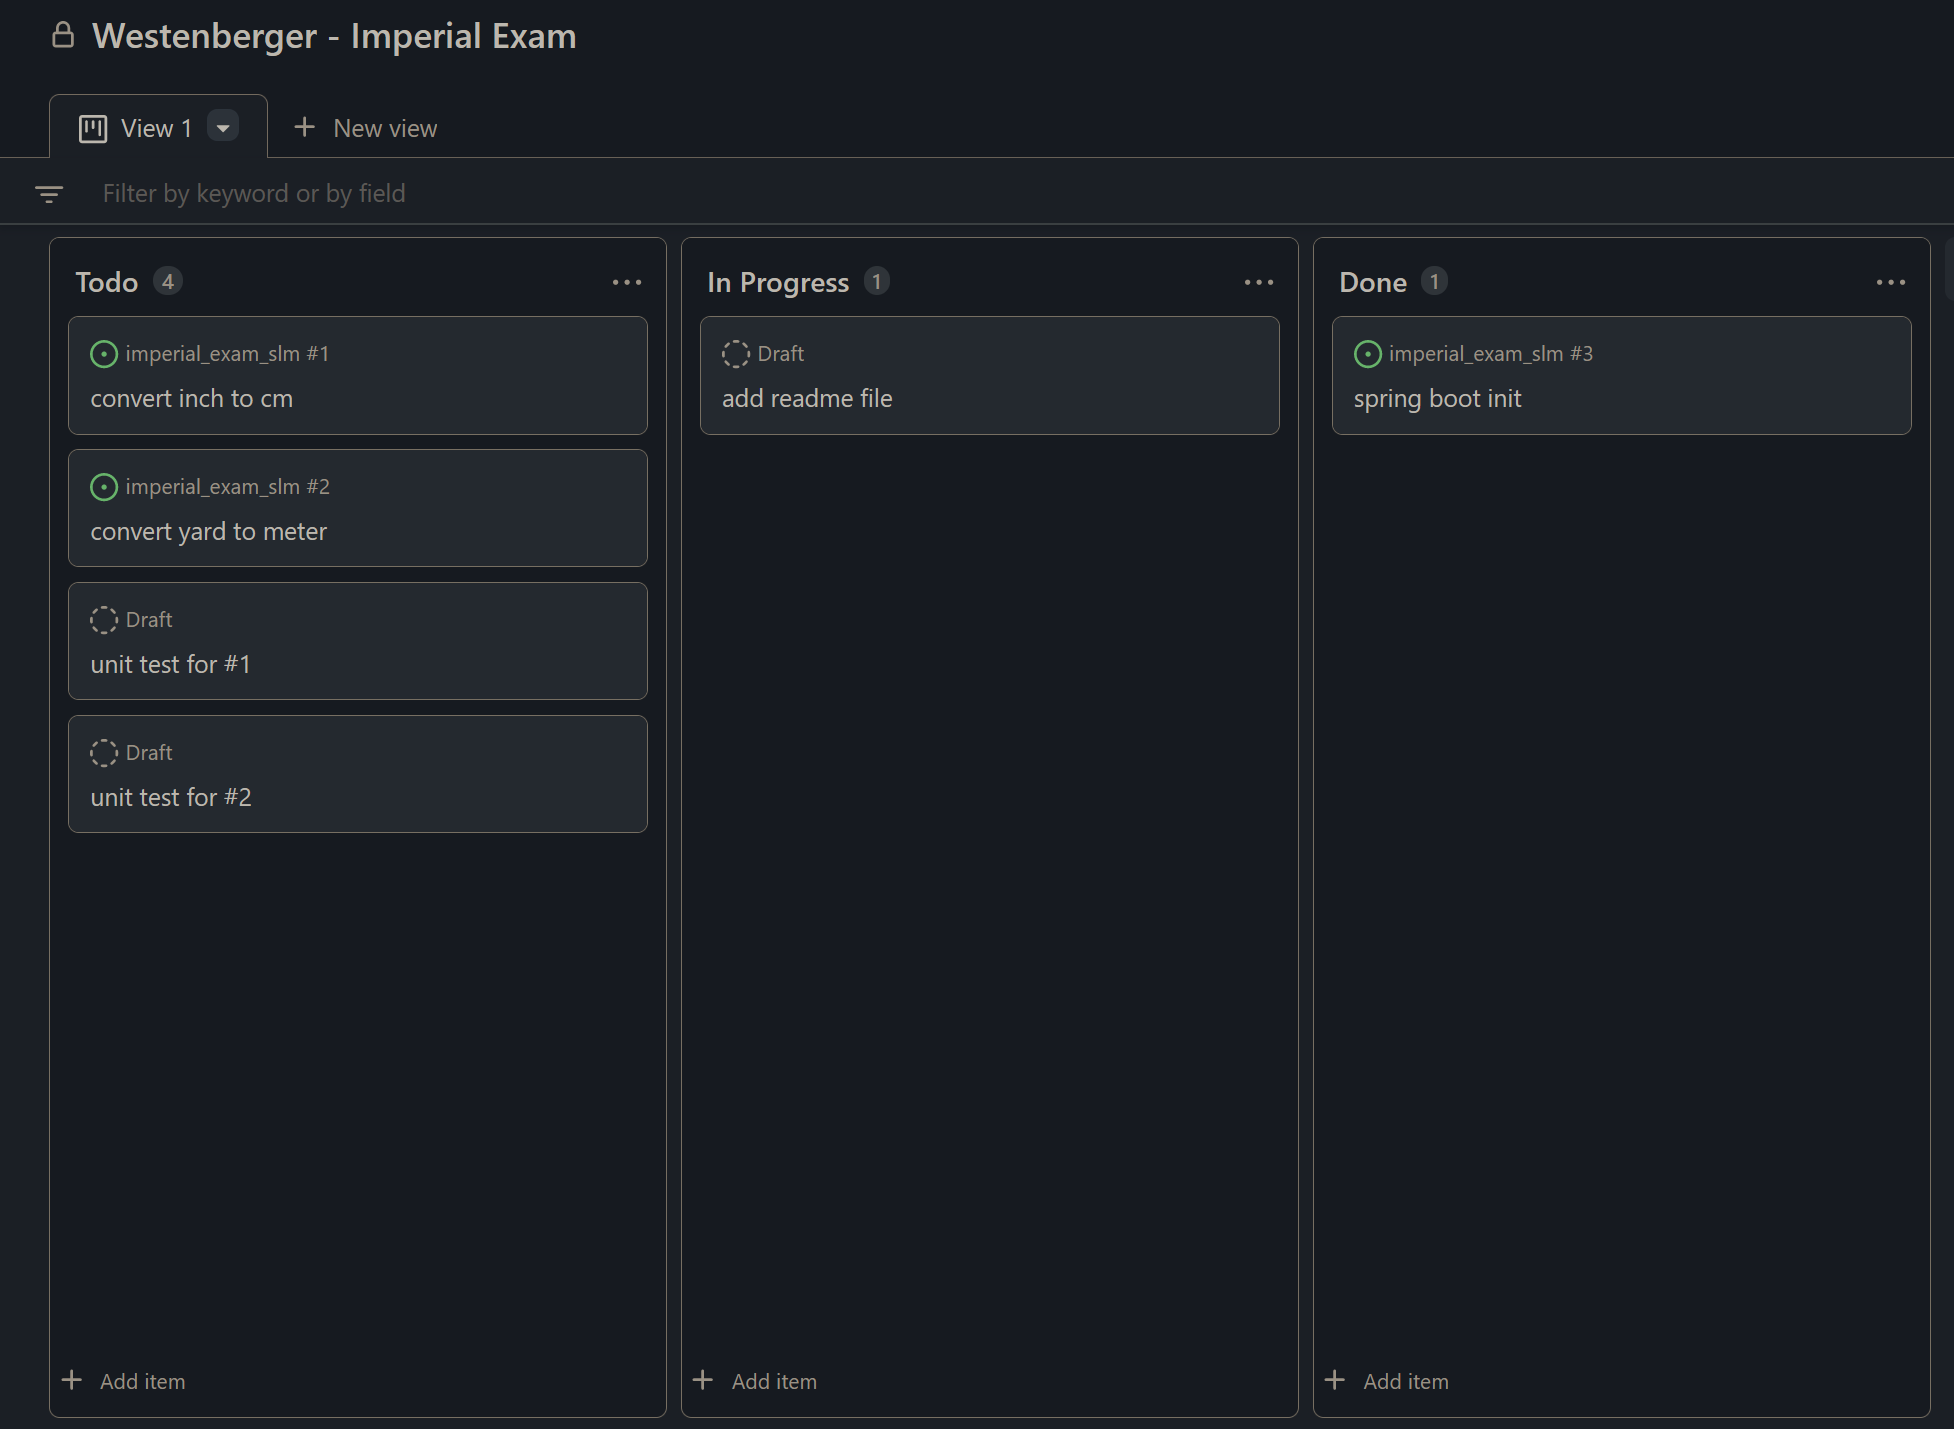 Westenberger - Imperial Exam
View 1
New view
Filter by keyword or by field
Todo 4
imperial_exam_slm #1
convert inch to cm
imperial_exam_slm #2
convert yard to meter
Draft
unit test for #1
Draft
unit test for #2
Add item
In Progress 1
Draft
add readme file
Add item
Done 1
imperial_exam_slm #3
spring boot init
Add item